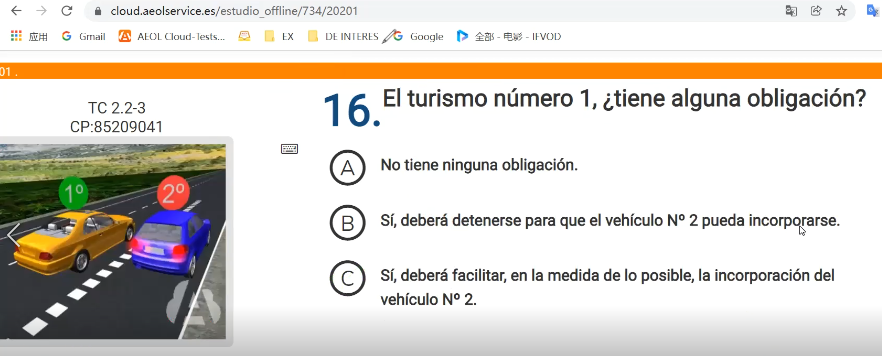 cloud.aeolservice.es/estudio_offline/734/20201
应用 Gmail AEOL Cloud-Tests... EX DE INTERES Google 全部 - 电影 - IFVOD
01 .
TC 2.2-3
CP:85209041
1º 2º
16. El turismo número 1, ¿tiene alguna obligación?
A No tiene ninguna obligación.
B Sí, deberá detenerse para que el vehículo Nº 2 pueda incorporarse.
C Sí, deberá facilitar, en la medida de lo posible, la incorporación del
vehículo Nº 2.